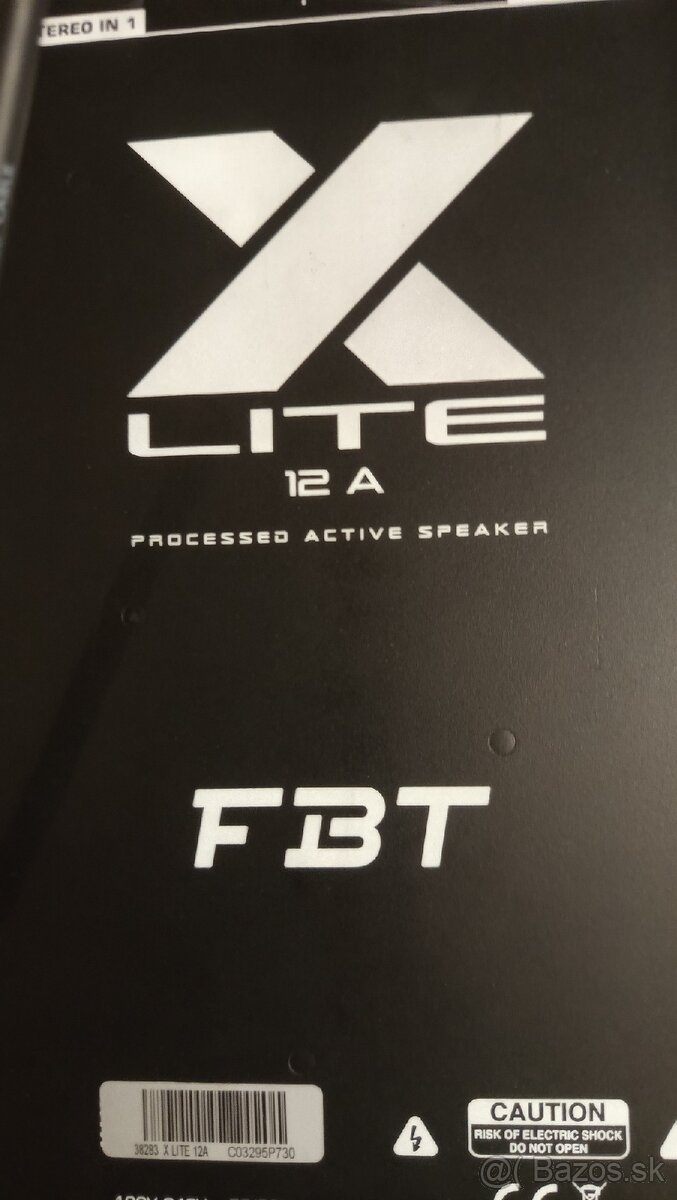 STEREO IN 1
X
LITE
12 A
PROCESSED ACTIVE SPEAKER
FBT
38283 X LITE 12A C03295P730
CAUTION
RISK OF ELECTRIC SHOCK
DO NOT OPEN
@ Bazos.sk